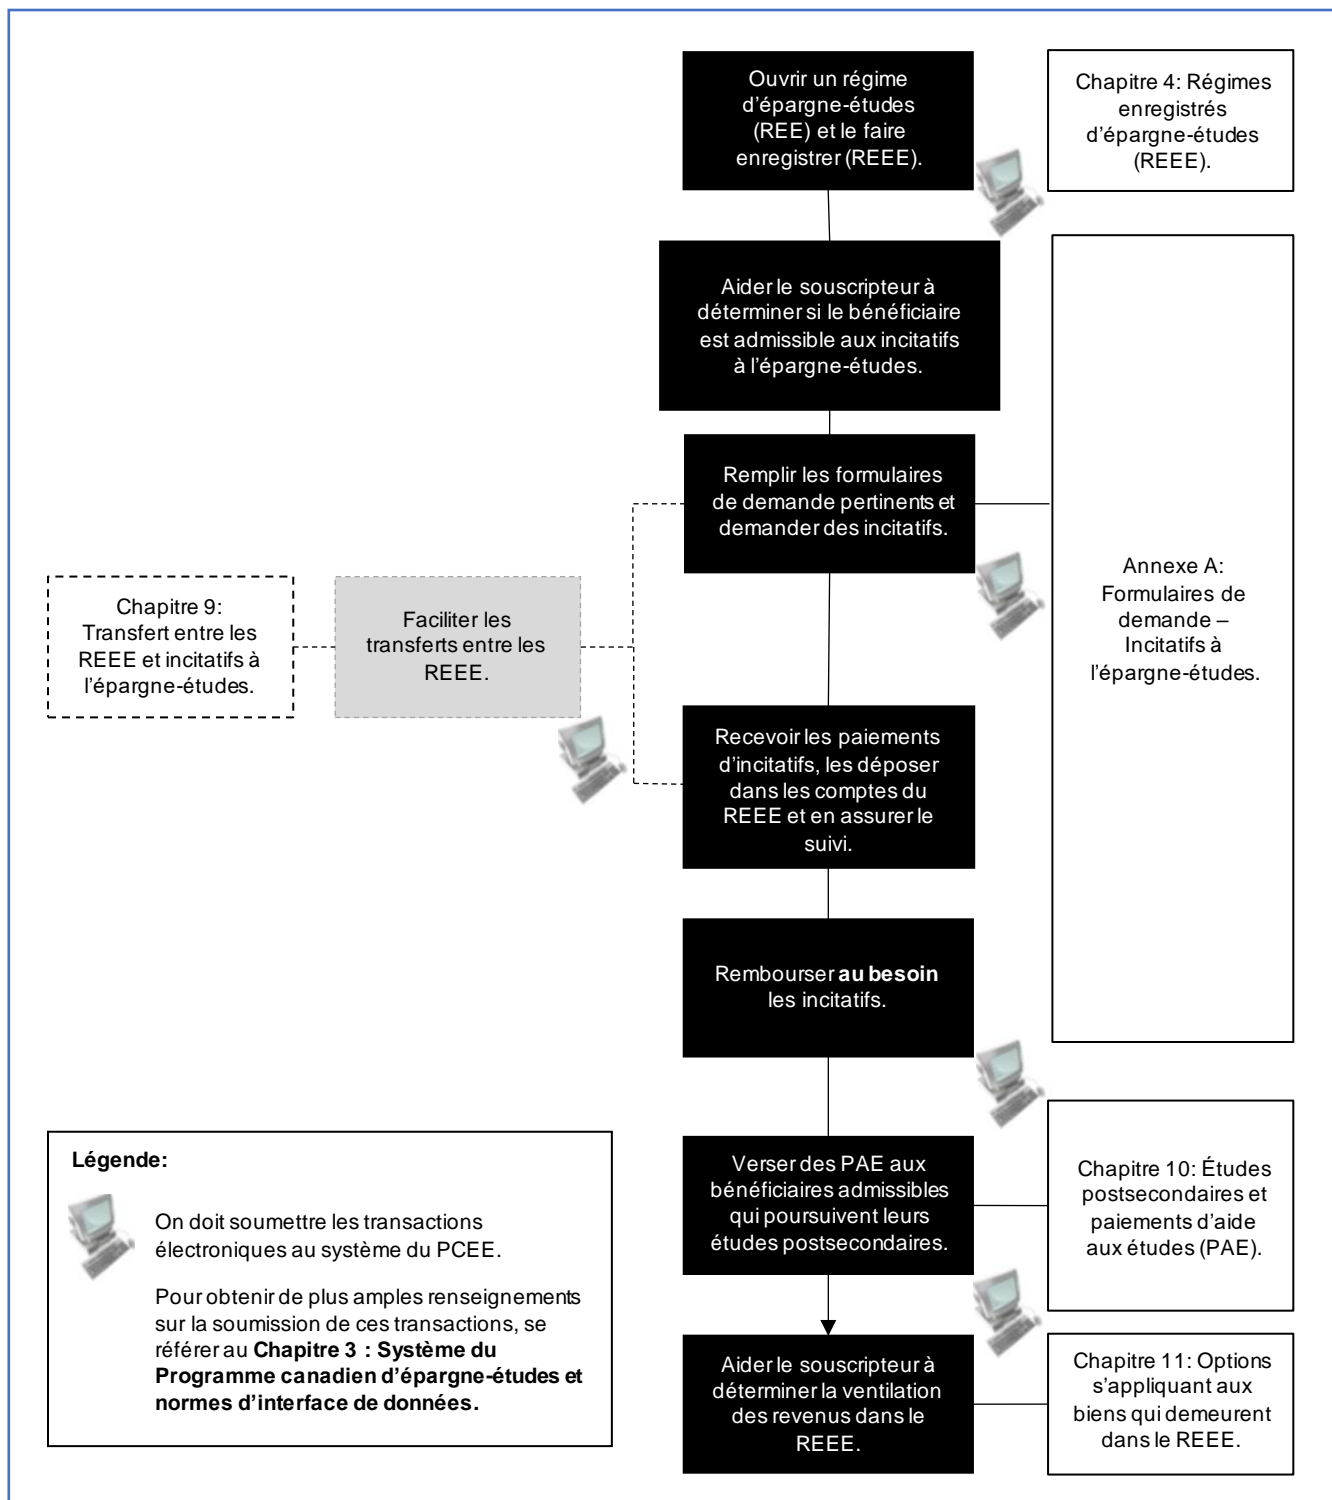 Ouvrir un régime
d’épargne-études
(REE) et le faire
enregistrer (REEE).
Chapitre 4: Régimes
enregistrés
d’épargne-études
(REEE).
Aider le souscripteur à
déterminer si le bénéficiaire
est admissible aux incitatifs
à l’épargne-études.
Remplir les formulaires
de demande pertinents et
demander des incitatifs.
Annexe A:
Formulaires de
demande –
Incitatifs à
l’épargne-études.
Chapitre 9:
Transfert entre les
REEE et incitatifs à
l’épargne-études.
Faciliter les
transferts entre les
REEE.
Recevoir les paiements
d’incitatifs, les déposer
dans les comptes du
REEE et en assurer le
suivi.
Rembourser au besoin
les incitatifs.
Verser des PAE aux
bénéficiaires admissibles
qui poursuivent leurs
études postsecondaires.
Chapitre 10: Études
postsecondaires et
paiements d’aide
aux études (PAE).
Aider le souscripteur à
déterminer la ventilation
des revenus dans le
REEE.
Chapitre 11: Options
s’appliquant aux
biens qui demeurent
dans le REEE.
Légende:
On doit soumettre les transactions
électroniques au système du PCEE.
Pour obtenir de plus amples renseignements
sur la soumission de ces transactions, se
référer au Chapitre 3 : Système du
Programme canadien d’épargne-études et
normes d’interface de données.